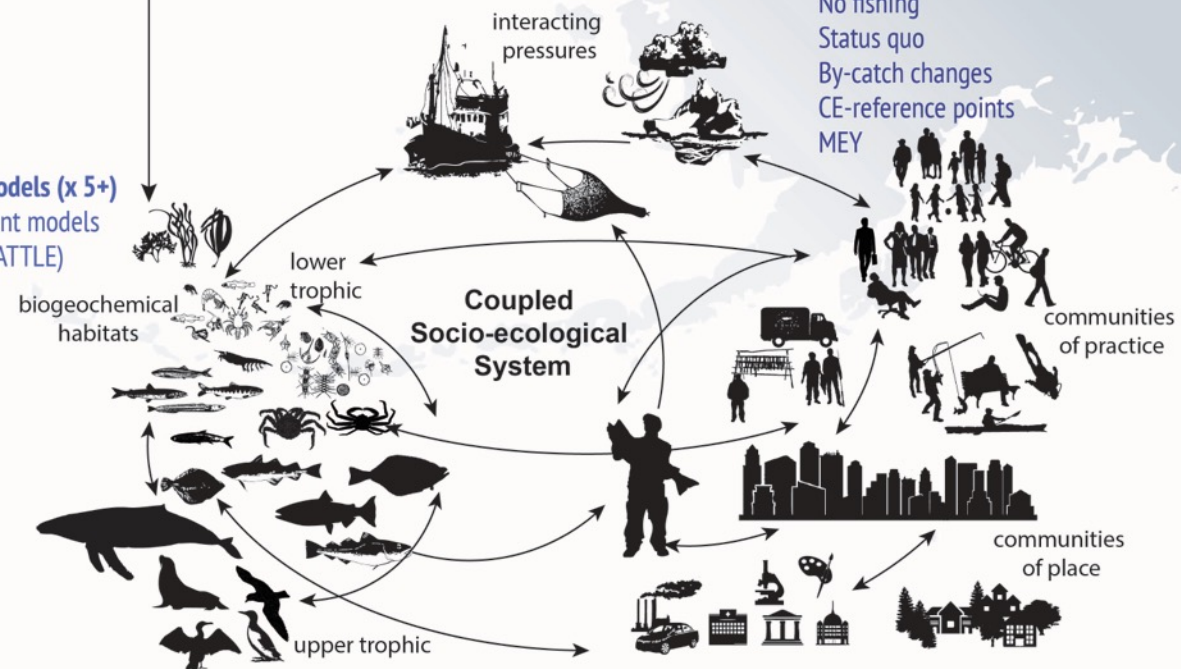 No fishing
Status quo
By-catch changes
CE-reference points
MEY
interacting
pressures
odels (x 5+)
nt models
ATTLE)
biogeochemical
habitats
lower
trophic
Coupled
Socio-ecological
System
communities
of practice
communities
of place
upper trophic